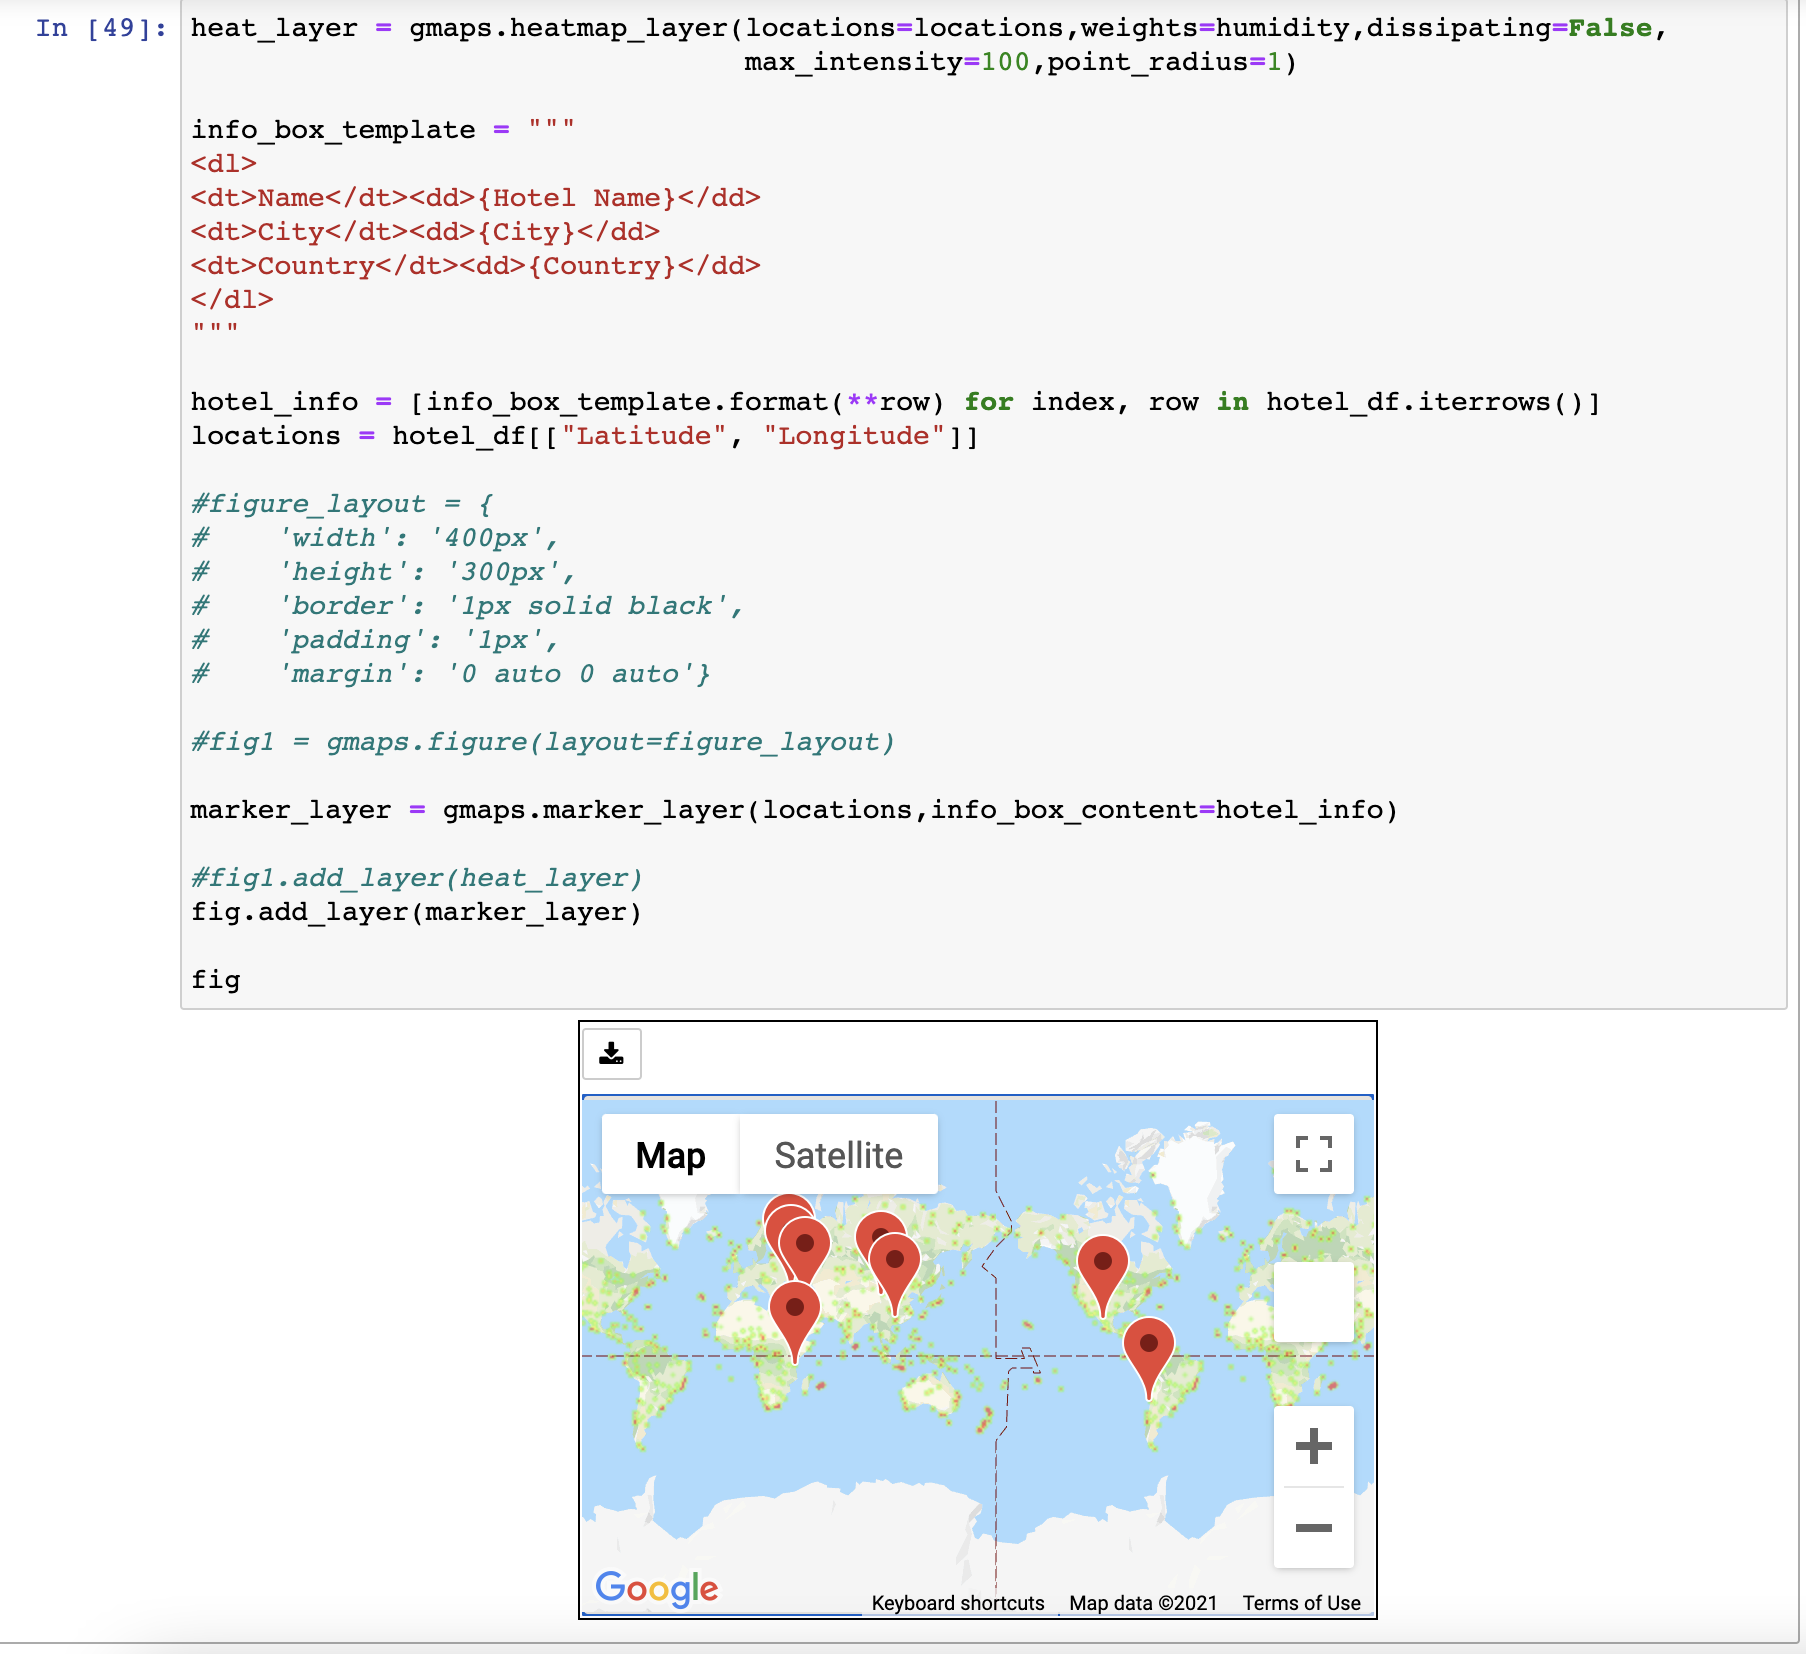 In [49]: heat_layer = gmaps.heatmap_layer(locations=locations,weights=humidity,dissipating=False,
                                 max_intensity=100,point_radius=1)
info_box_template = """
<dl>
<dt>Name</dt><dd>{Hotel Name}</dd>
<dt>City</dt><dd>{City}</dd>
<dt>Country</dt><dd>{Country}</dd>
</dl>
"""
hotel_info = [info_box_template.format(**row) for index, row in hotel_df.iterrows()]
locations = hotel_df[["Latitude", "Longitude"]]
#figure_layout = {
#    'width': '400px',
#    'height': '300px',
#    'border': '1px solid black',
#    'padding': '1px',
#    'margin': '0 auto 0 auto'}
#fig1 = gmaps.figure(layout=figure_layout)
marker_layer = gmaps.marker_layer(locations,info_box_content=hotel_info)
#fig1.add_layer(heat_layer)
fig.add_layer(marker_layer)
fig
Map Satellite
Google
Keyboard shortcuts Map data ©2021 Terms of Use